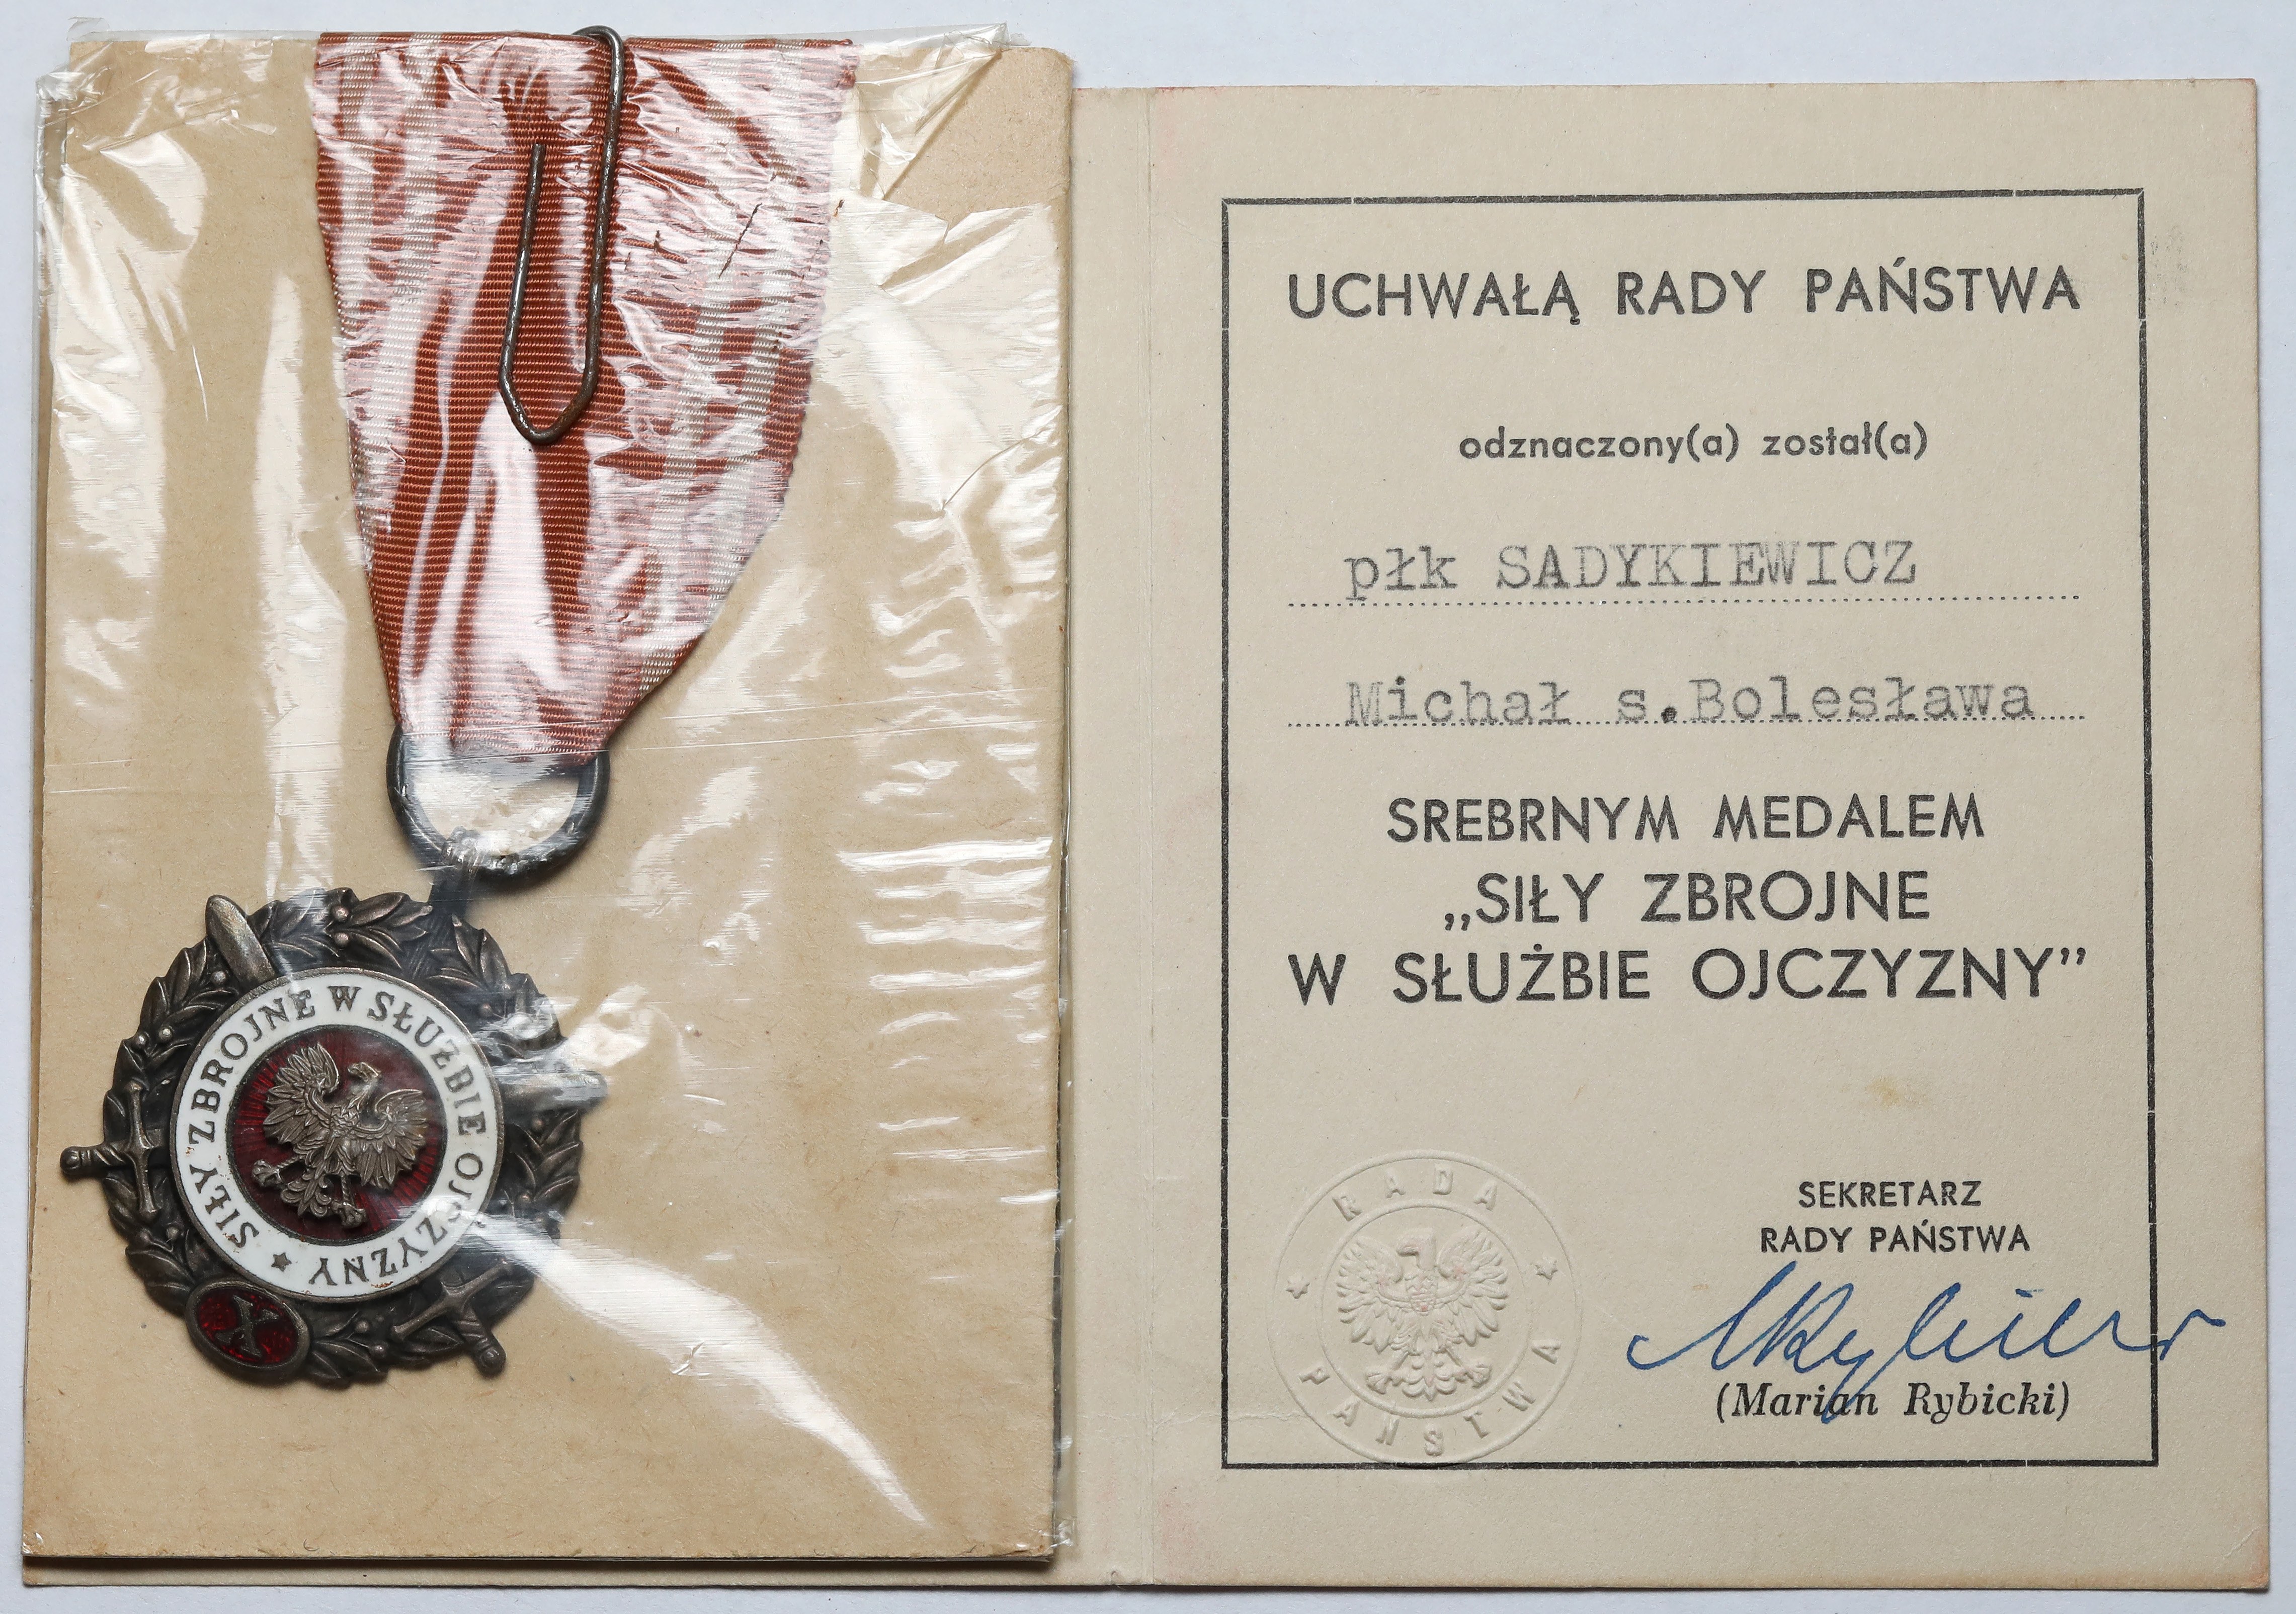 SIŁY ZBROJNE W SŁUŻBIE OJCZYZNY
X
UCHWAŁĄ RADY PAŃSTWA
odznaczony(a) został(a)
płk SADYKIEWICZ
Michał s.Bolesława
SREBRNYM MEDALEM
„SIŁY ZBROJNE
W SŁUŻBIE OJCZYZNY”
RADA PAŃSTWA
SEKRETARZ
RADY PAŃSTWA
MRybicki
(Marian Rybicki)